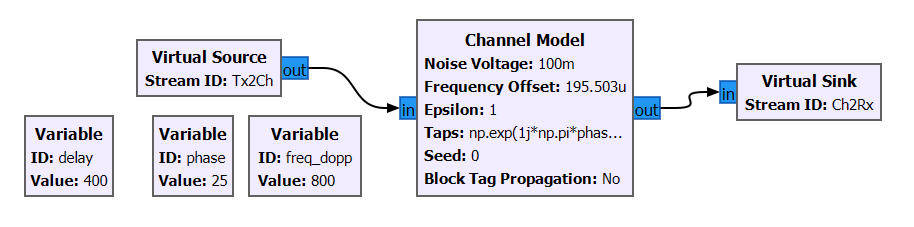 Virtual Source
Stream ID: Tx2Ch
out
Channel Model
Noise Voltage: 100m
Frequency Offset: 195.503u
Epsilon: 1
Taps: np.exp(1j*np.pi*phas...
Seed: 0
Block Tag Propagation: No
in
out
Virtual Sink
Stream ID: Ch2Rx
in
Variable
ID: delay
Value: 400
Variable
ID: phase
Value: 25
Variable
ID: freq_dopp
Value: 800